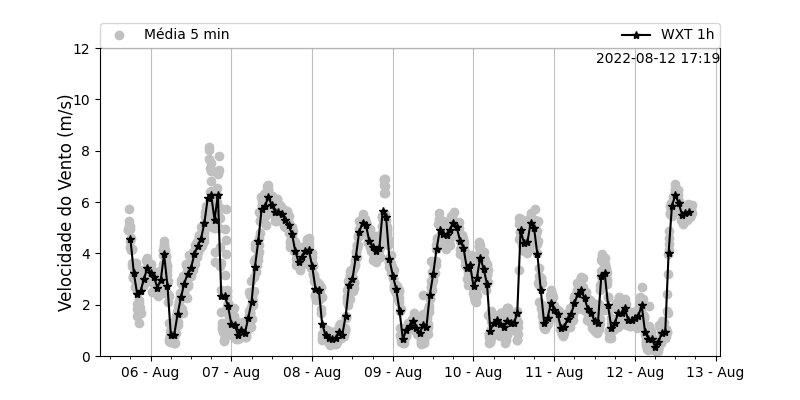 Média 5 min
WXT 1h
2022-08-12 17:19
Velocidade do Vento (m/s)
12
10
8
6
4
2
0
06 - Aug 07 - Aug 08 - Aug 09 - Aug 10 - Aug 11 - Aug 12 - Aug 13 - Aug